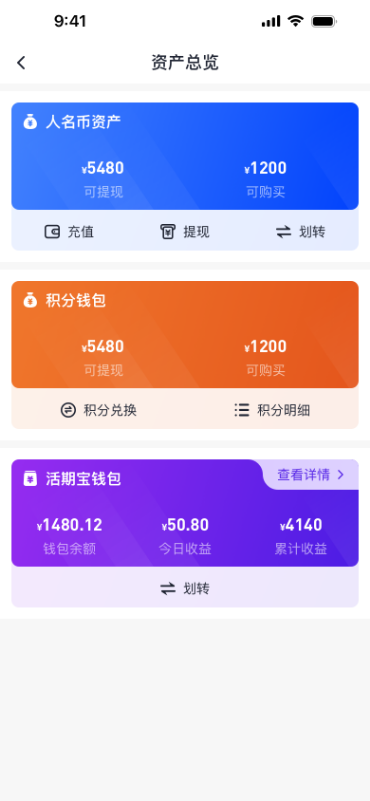 9:41
资产总览
人名币资产
¥5480 ¥1200
可提现 可购买
充值 提现 划转
积分钱包
¥5480 ¥1200
可提现 可购买
积分兑换 积分明细
活期宝钱包 查看详情
¥1480.12 ¥50.80 ¥4140
钱包余额 今日收益 累计收益
划转